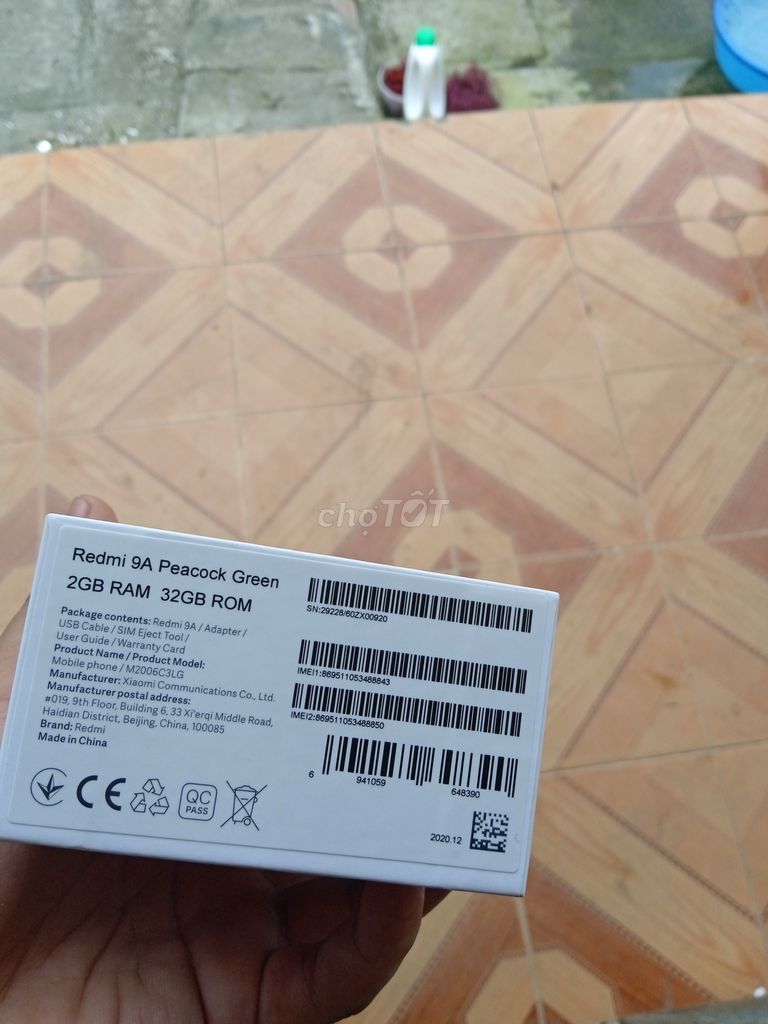 chợTỐT
Redmi 9A Peacock Green
2GB RAM 32GB ROM
Package contents: Redmi 9A / Adapter /
USB Cable / SIM Eject Tool /
User Guide / Warranty Card
Product Name / Product Model:
Mobile phone / M2006C3LG
Manufacturer: Xiaomi Communications Co., Ltd.
Manufacturer postal address:
#019, 9th Floor, Building 6, 33 Xi'erqi Middle Road,
Haidian District, Beijing, China, 100085
Brand: Redmi
Made in China
CE
QC
PASS
SN:29228/60ZX00920
IMEI1:869511053488843
IMEI2:869511053488850
6 941059 648390
2020.12